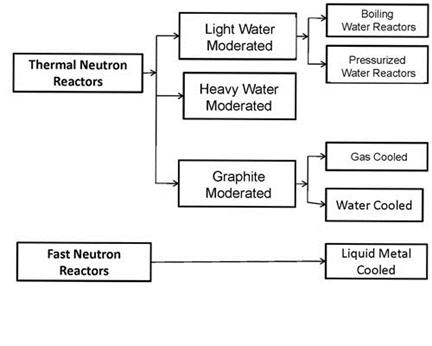 Thermal Neutron
Reactors
Light Water
Moderated
Boiling
Water Reactors
Pressurized
Water Reactors
Heavy Water
Moderated
Graphite
Moderated
Gas Cooled
Water Cooled
Fast Neutron
Reactors
Liquid Metal
Cooled